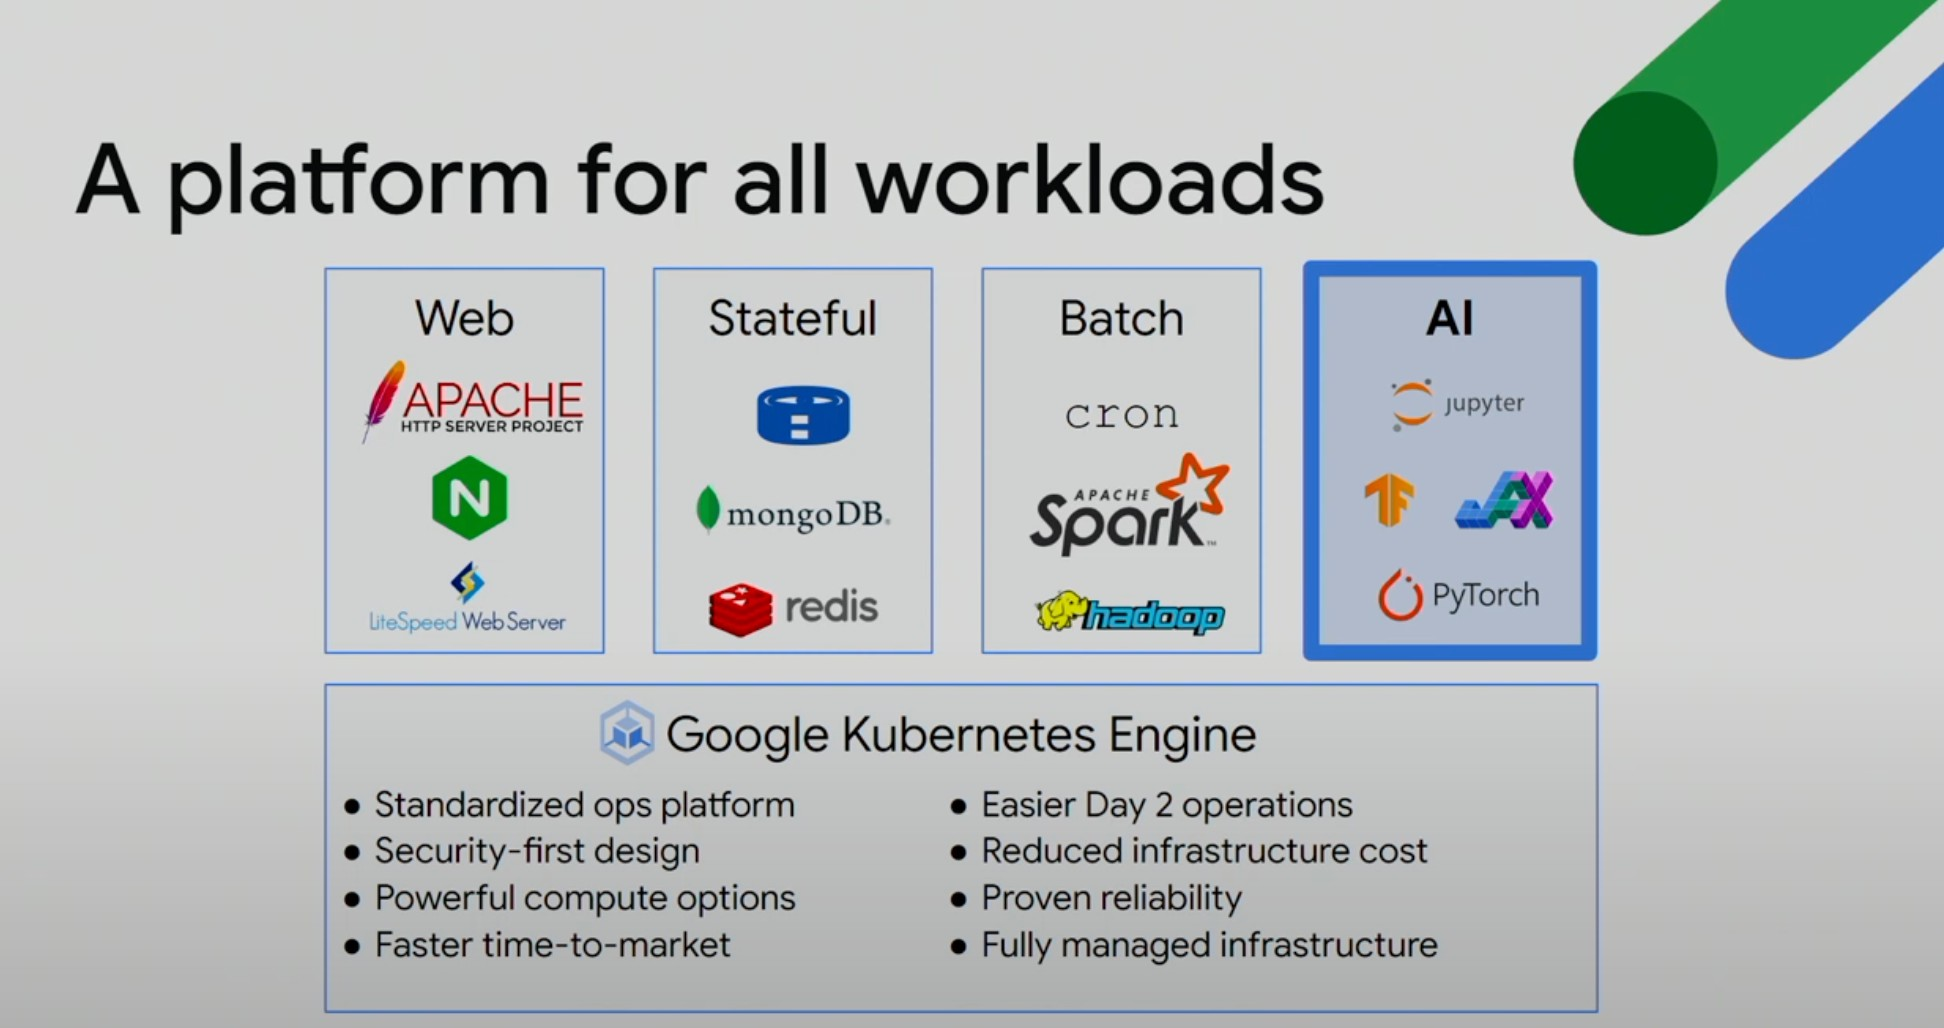 A platform for all workloads
Web
APACHE
HTTP SERVER PROJECT
N
LiteSpeed Web Server
Stateful
mongoDB.
redis
Batch
cron
APACHE
Spark™
hadoop
AI
jupyter
TF
JAX
PyTorch
Google Kubernetes Engine
● Standardized ops platform
● Security-first design
● Powerful compute options
● Faster time-to-market
● Easier Day 2 operations
● Reduced infrastructure cost
● Proven reliability
● Fully managed infrastructure